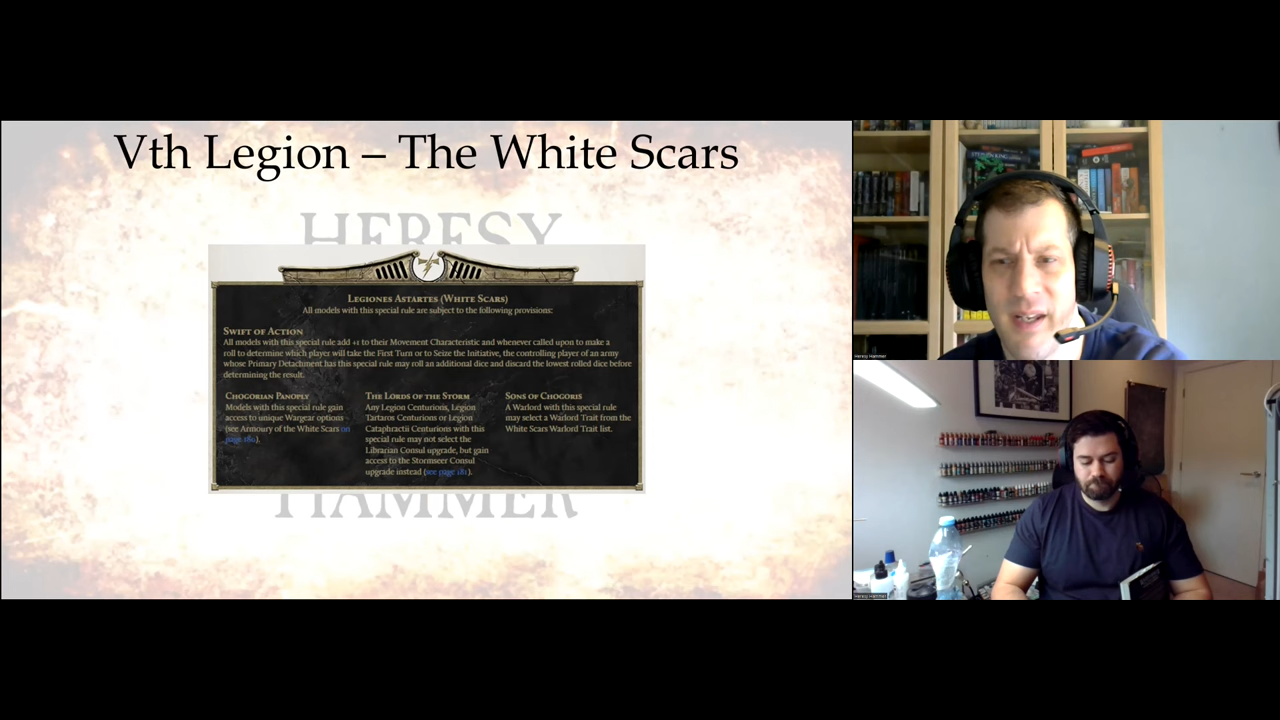 Vth Legion – The White Scars
HERESY
Legiones Astartes (White Scars)
All models with this special rule are subject to the following provisions:
Swift of Action
All models with this special rule add +1 to their Movement Characteristic and whenever called upon to make a
roll to determine which player will take the First Turn or to Seize the Initiative, the controlling player of an army
whose Primary Detachment has this special rule may roll an additional dice and discard the lowest rolled dice before
determining the result.
Chogorian Panoply
Models with this special rule gain
access to unique Wargear options
(see Armoury of the White Scars on
page 180).
The Lords of the Storm
Any Legion Centurions, Legion
Tartaros Centurions or Legion
Cataphractii Centurions with this
special rule may not select the
Librarian Consul upgrade, but gain
access to the Stormseer Consul
upgrade instead (see page 181).
Sons of Chogoris
A Warlord with this special rule
may select a Warlord Trait from the
White Scars Warlord Trait list.
HAMMER
Heresy Hammer
STEPHEN KING
Heresy Hammer